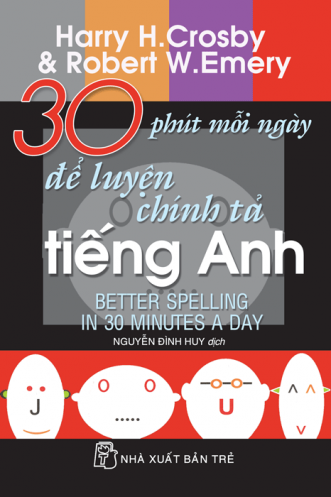 Harry H.Crosby
& Robert W.Emery
30 phút mỗi ngày
để luyện
chính tả
tiếng Anh
BETTER SPELLING
IN 30 MINUTES A DAY
NGUYỄN ĐÌNH HUY dịch
NHÀ XUẤT BẢN TRẺ